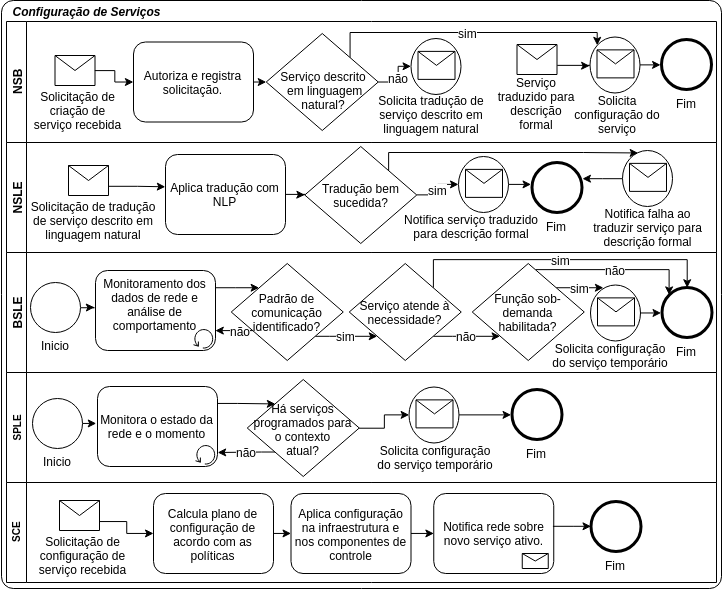 Configuração de Serviços
NSB
Solicitação de
criação de
serviço recebida
Autoriza e registra
solicitação.
Serviço descrito
em linguagem
natural?
sim
não
Solicita tradução de
serviço descrito em
linguagem natural
Serviço
traduzido para
descrição
formal
Solicita
configuração do
serviço
Fim
NSLE
Solicitação de tradução
de serviço descrito em
linguagem natural
Aplica tradução com
NLP
Tradução bem
sucedida?
sim
Notifica serviço traduzido
para descrição formal
Fim
Notifica falha ao
traduzir serviço para
descrição formal
BSLE
Inicio
Monitoramento dos
dados de rede e
análise de
comportamento
não
Padrão de
comunicação
identificado?
sim
Serviço atende à
necessidade?
sim
não
Função sob-
demanda
habilitada?
não
sim
Solicita configuração
do serviço temporário
Fim
SPLE
Inicio
Monitora o estado da
rede e o momento
não
Há serviços
programados para
o contexto
atual?
Solicita configuração
do serviço temporário
Fim
SCE
Solicitação de
configuração de
serviço recebida
Calcula plano de
configuração de
acordo com as
políticas
Aplica configuração
na infraestrutura e
nos componentes de
controle
Notifica rede sobre
novo serviço ativo.
Fim